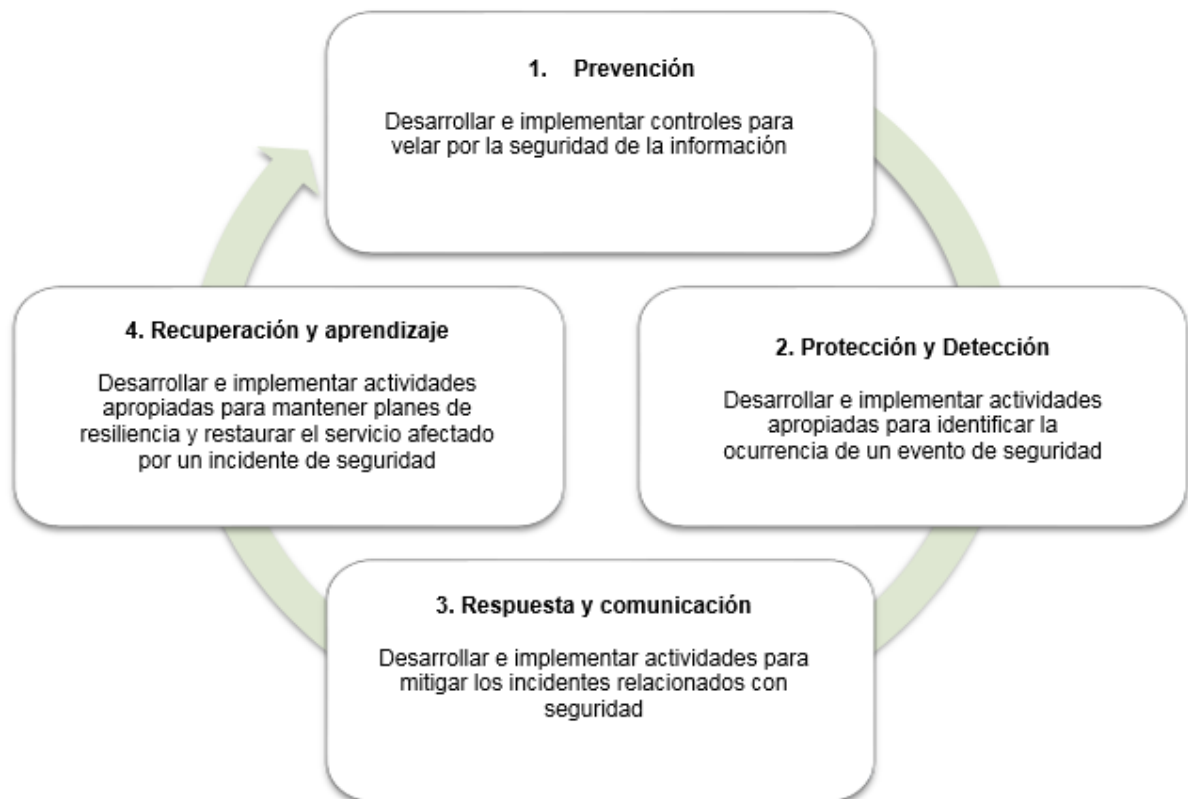 1. Prevención
Desarrollar e implementar controles para
velar por la seguridad de la información
4. Recuperación y aprendizaje
Desarrollar e implementar actividades
apropiadas para mantener planes de
resiliencia y restaurar el servicio afectado
por un incidente de seguridad
2. Protección y Detección
Desarrollar e implementar actividades
apropiadas para identificar la
ocurrencia de un evento de seguridad
3. Respuesta y comunicación
Desarrollar e implementar actividades para
mitigar los incidentes relacionados con
seguridad